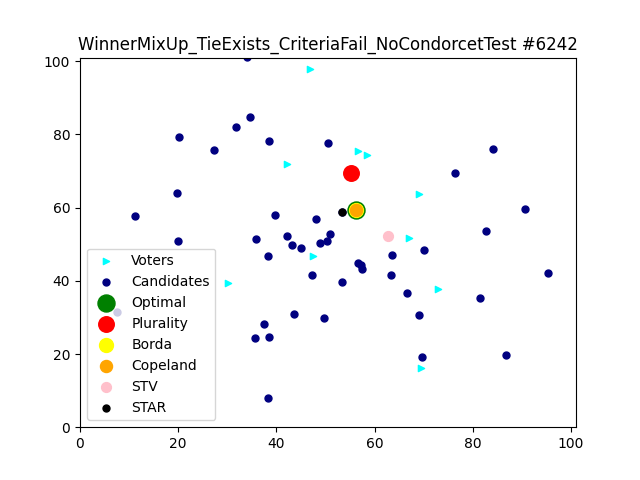 WinnerMixUp_TieExists_CriteriaFail_NoCondorcetTest #6242
100
80
60
40
20
0
Voters
Candidates
Optimal
Plurality
Borda
Copeland
STV
STAR
0 20 40 60 80 100